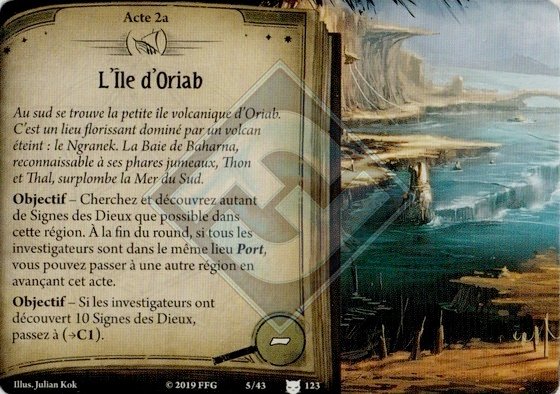 Acte 2a
L'Île d'Oriab
Au sud se trouve la petite île volcanique d'Oriab.
C'est un lieu florissant dominé par un volcan
éteint : le Ngranek. La Baie de Baharna,
reconnaissable à ses phares jumeaux, Thon
et Thal, surplombe la Mer du Sud.
Objectif – Cherchez et découvrez autant
de Signes des Dieux que possible dans
cette région. À la fin du round, si tous les
investigateurs sont dans le même lieu Port,
vous pouvez passer à une autre région en
avançant cet acte.
Objectif – Si les investigateurs ont
découvert 10 Signes des Dieux,
passez à (→C1).
–
Illus. Julian Kok © 2019 FFG 5/43 123